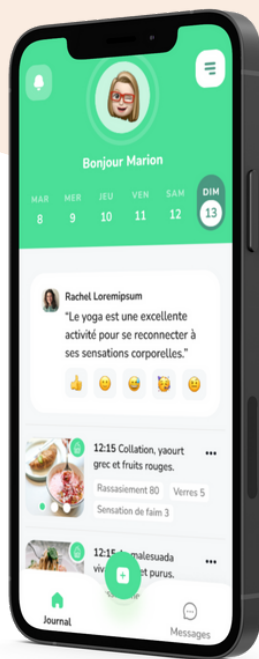 Bonjour Marion
MAR MER JEU VEN SAM DIM
8 9 10 11 12 13
Rachel Loremipsum
“Le yoga est une excellente
activité pour se reconnecter à
ses sensations corporelles.”
12:15 Collation, yaourt
grec et fruits rouges.
Rassasiement 80 Verres 5
Sensation de faim 3
12:15 malesuada
et purus.
Journal
Messages